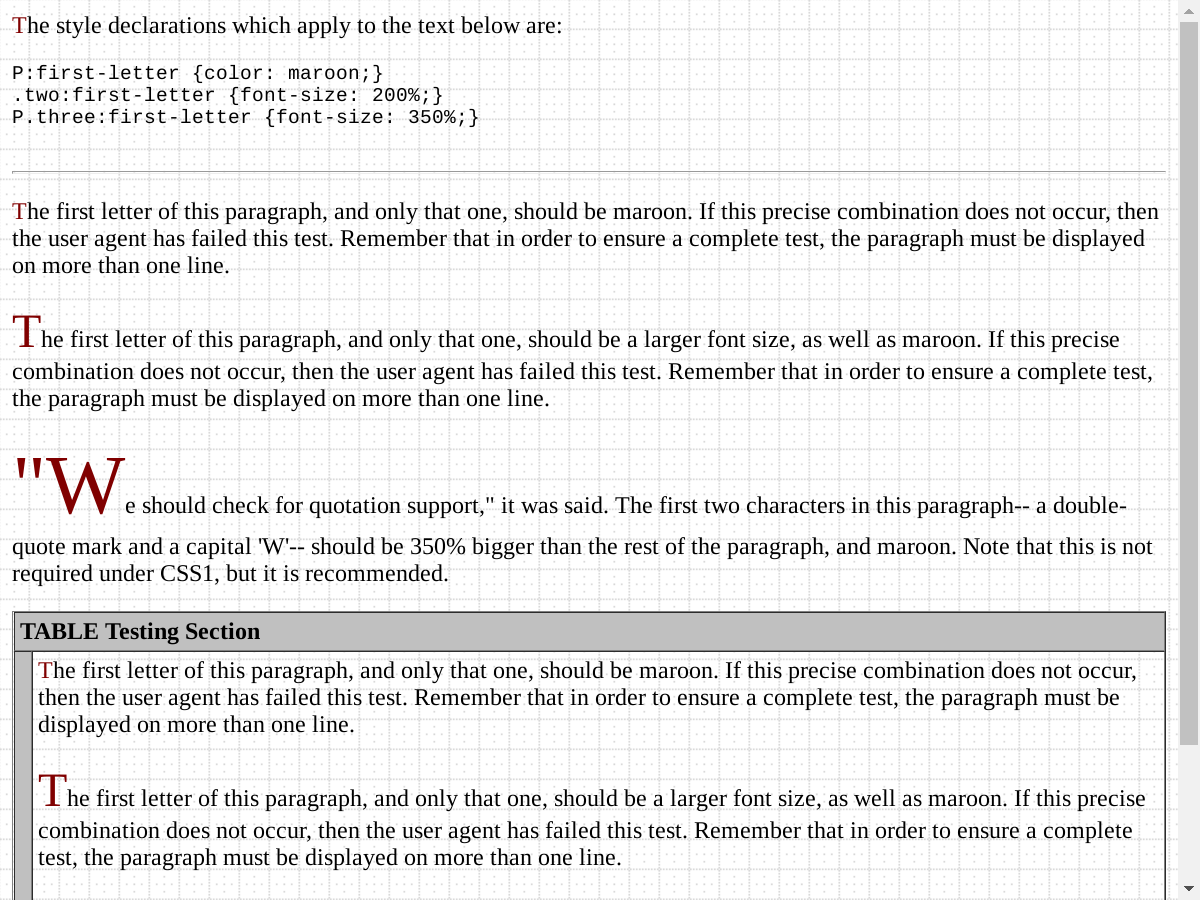 The style declarations which apply to the text below are:
P:first-letter {color: maroon;}
.two:first-letter {font-size: 200%;}
P.three:first-letter {font-size: 350%;}
The first letter of this paragraph, and only that one, should be maroon. If this precise combination does not occur, then
the user agent has failed this test. Remember that in order to ensure a complete test, the paragraph must be displayed
on more than one line.
The first letter of this paragraph, and only that one, should be a larger font size, as well as maroon. If this precise
combination does not occur, then the user agent has failed this test. Remember that in order to ensure a complete test,
the paragraph must be displayed on more than one line.
"We should check for quotation support," it was said. The first two characters in this paragraph-- a double-
quote mark and a capital 'W'-- should be 350% bigger than the rest of the paragraph, and maroon. Note that this is not
required under CSS1, but it is recommended.
TABLE Testing Section
The first letter of this paragraph, and only that one, should be maroon. If this precise combination does not occur,
then the user agent has failed this test. Remember that in order to ensure a complete test, the paragraph must be
displayed on more than one line.
The first letter of this paragraph, and only that one, should be a larger font size, as well as maroon. If this precise
combination does not occur, then the user agent has failed this test. Remember that in order to ensure a complete
test, the paragraph must be displayed on more than one line.